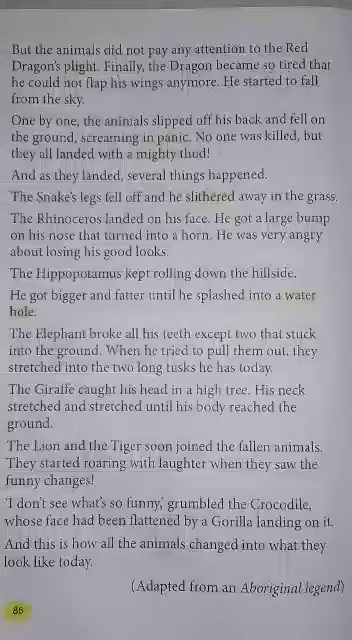 But the animals did not pay any attention to the Red
Dragon's plight. Finally, the Dragon became so tired that
he could not flap his wings anymore. He started to fall
from the sky.
One by one, the animals slipped off his back and fell on
the ground, screaming in panic. No one was killed, but
they all landed with a mighty thud!
And as they landed, several things happened.
The Snake's legs fell off and he slithered away in the grass.
The Rhinoceros landed on his face. He got a large bump
on his nose that turned into a horn. He was very angry
about losing his good looks.
The Hippopotamus kept rolling down the hillside.
He got bigger and fatter until he splashed into a water
hole.
The Elephant broke all his teeth except two that stuck
into the ground. When he tried to pull them out, they
stretched into the two long tusks he has today.
The Giraffe caught his head in a high tree. His neck
stretched and stretched until his body reached the
ground.
The Lion and the Tiger soon joined the fallen animals.
They started roaring with laughter when they saw the
funny changes!
'I don't see what's so funny,' grumbled the Crocodile,
whose face had been flattened by a Gorilla landing on it.
And this is how all the animals changed into what they
look like today.
(Adapted from an Aboriginal legend)
86